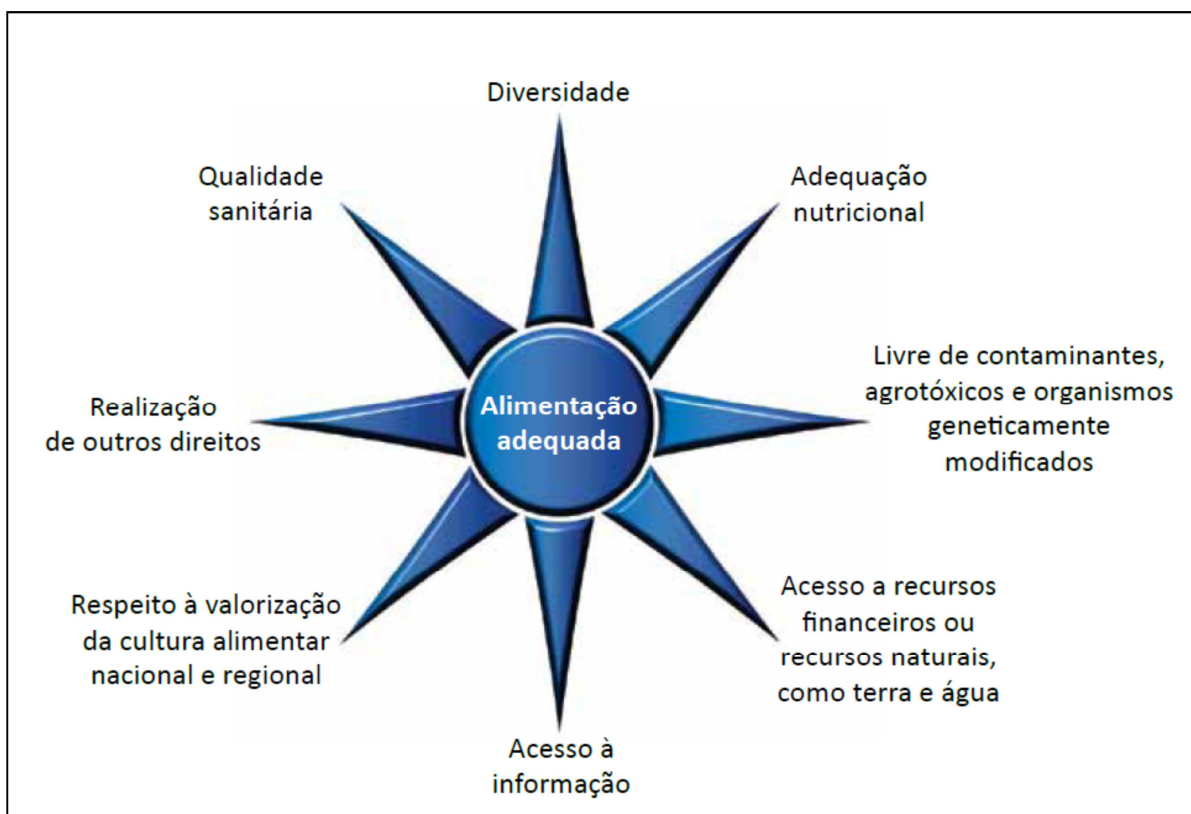 Diversidade
Qualidade
sanitária
Adequação
nutricional
Livre de contaminantes,
agrotóxicos e organismos
geneticamente
modificados
Realização
de outros direitos
Alimentação
adequada
Respeito à valorização
da cultura alimentar
nacional e regional
Acesso a recursos
financeiros ou
recursos naturais,
como terra e água
Acesso à
informação